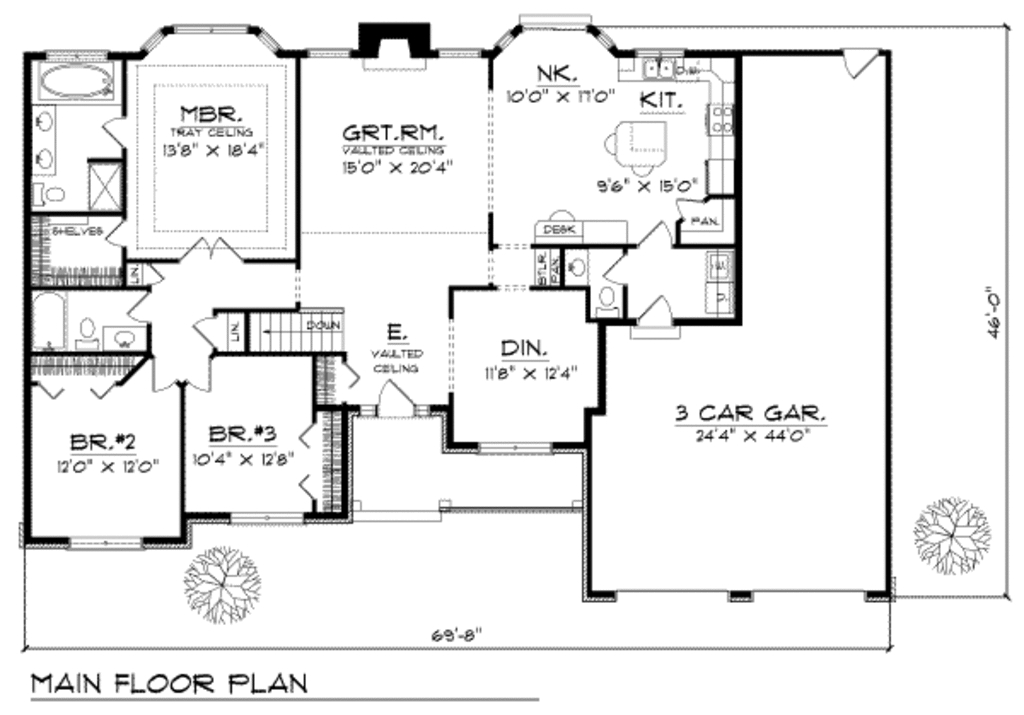 MBR.
TRAY CEILING
13'8" X 18'4"
GRT.RM.
VAULTED CEILING
15'0" X 20'4"
NK.
10'0" X 17'0"
D.W.
KIT.
9'6" X 15'0"
PAN.
DESK
SHELVES
LIN.
BTLR.
PAN.
W
D
LIN.
DOWN
E.
VAULTED
CEILING
DIN.
11'8" X 12'4"
3 CAR GAR.
24'4" X 44'0"
BR.#2
12'0" X 12'0"
BR.#3
10'4" X 12'8"
46'-0"
69'-8"
MAIN FLOOR PLAN